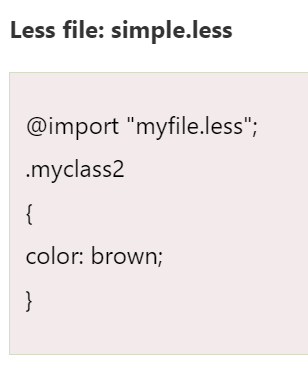 Less file: simple.less
@import "myfile.less";
.myclass2
{
color: brown;
}